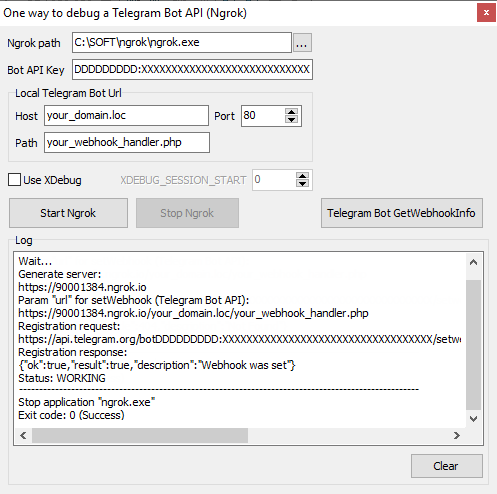 One way to debug a Telegram Bot API (Ngrok)
Ngrok path C:\SOFT\ngrok\ngrok.exe ...
Bot API Key DDDDDDDDD:XXXXXXXXXXXXXXXXXXXXXXXXXXXX
Local Telegram Bot Url
Host your_domain.loc Port 80
Path your_webhook_handler.php
Use XDebug XDEBUG_SESSION_START 0
Start Ngrok Stop Ngrok Telegram Bot GetWebhookInfo
Log
Wait...
Generate server:
https://90001384.ngrok.io
Param "url" for setWebhook (Telegram Bot API):
https://90001384.ngrok.io/your_domain.loc/your_webhook_handler.php
Registration request:
https://api.telegram.org/botDDDDDDDDD:XXXXXXXXXXXXXXXXXXXXXXXXXXXXXXXXXXX/setw
Registration response:
{"ok":true,"result":true,"description":"Webhook was set"}
Status: WORKING
----------------------------------------------------------------------------------------------------
Stop application "ngrok.exe"
Exit code: 0 (Success)
Clear